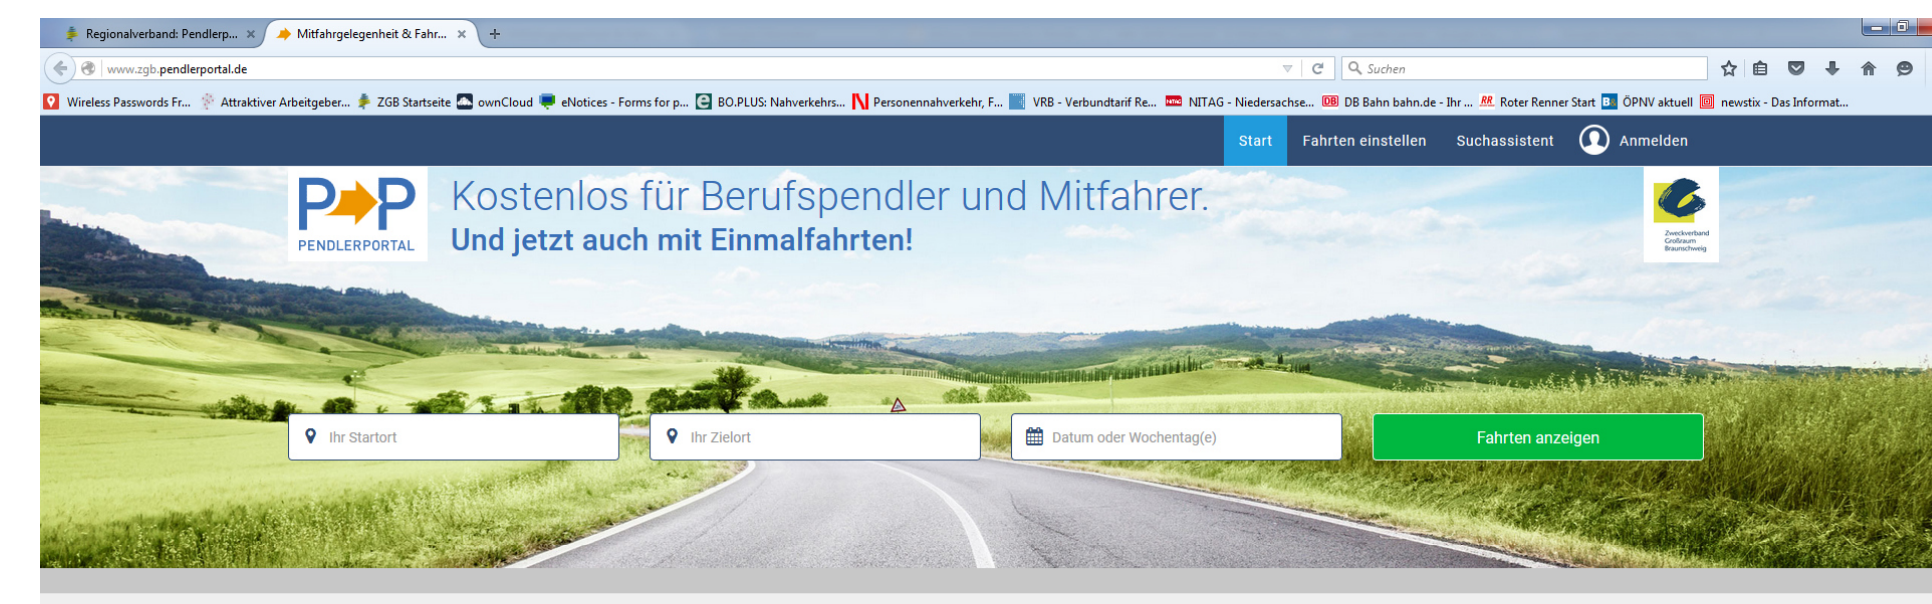 Regionalverband: Pendlerp... Mitfahrgelegenheit & Fahr...
www.zgb.pendlerportal.de Suchen
Wireless Passwords Fr... Attraktiver Arbeitgeber... ZGB Startseite ownCloud eNotices - Forms for p... BO.PLUS: Nahverkehrs... Personennahverkehr, F... VRB - Verbundtarif Re... NITAG - Niedersachse... DB DB Bahn bahn.de - Ihr ... RR Roter Renner Start ÖPNV aktuell newstix - Das Informat...
Start Fahrten einstellen Suchassistent Anmelden
P P
PENDLERPORTAL
Kostenlos für Berufspendler und Mitfahrer.
Und jetzt auch mit Einmalfahrten!
Zweckverband
Großraum
Braunschweig
Ihr Startort Ihr Zielort Datum oder Wochentag(e) Fahrten anzeigen